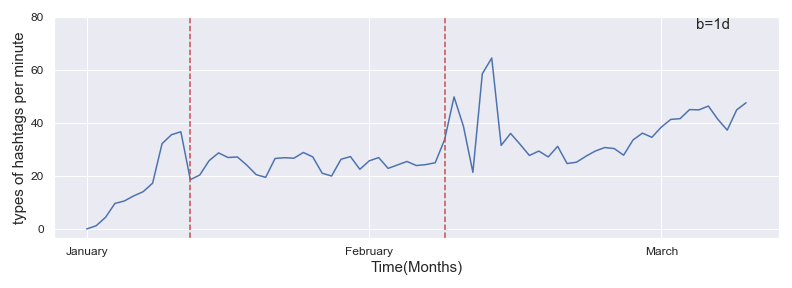 b=1d
types of hashtags per minute
80
60
40
20
0
January February March
Time(Months)